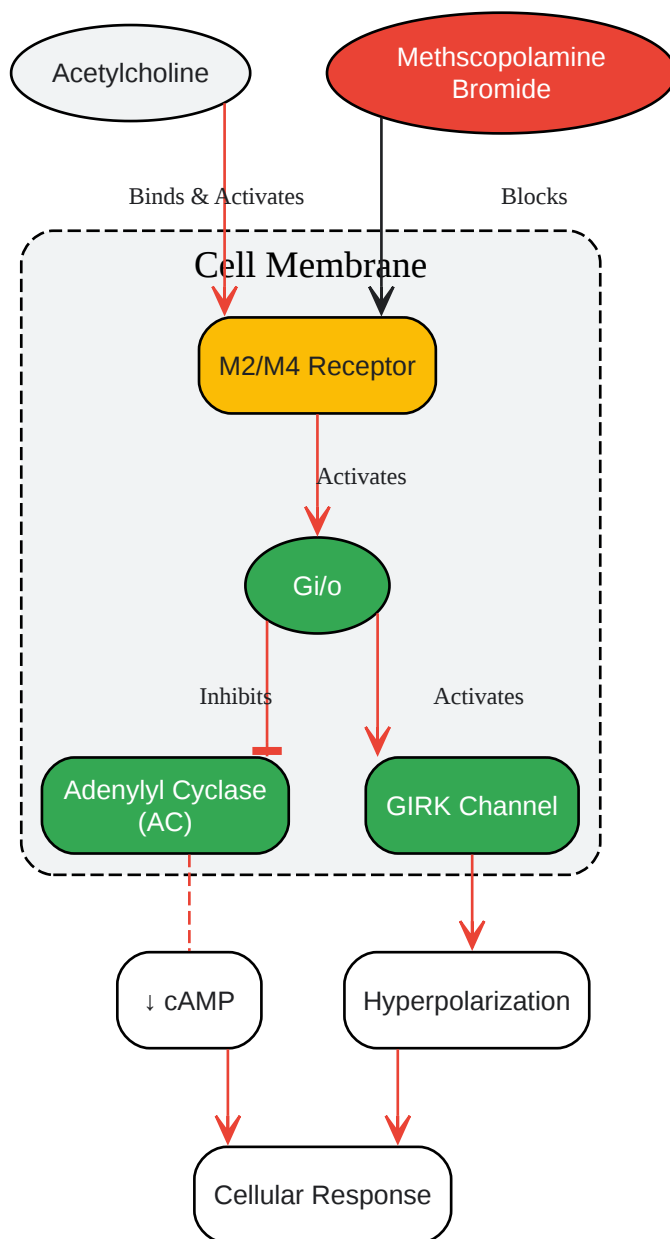 Acetylcholine
Methscopolamine
Bromide
Binds & Activates
Blocks
Cell Membrane
M2/M4 Receptor
Activates
Gi/o
Inhibits
Activates
Adenylyl Cyclase
(AC)
GIRK Channel
↓ cAMP
Hyperpolarization
Cellular Response